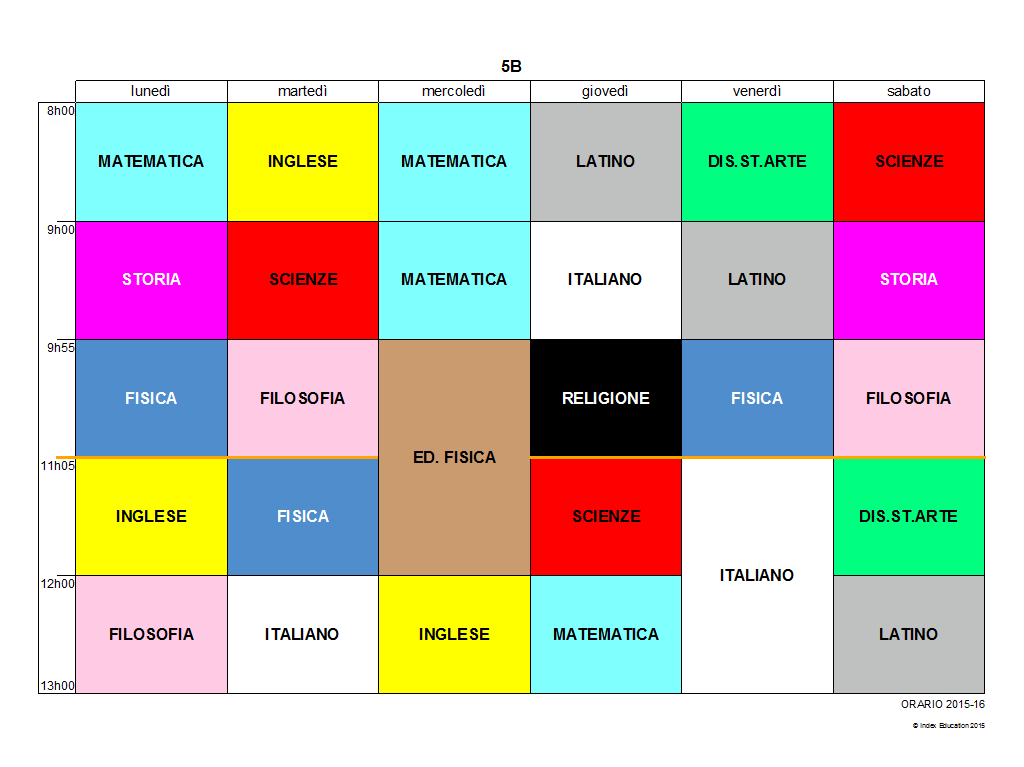 5B
lunedì martedì mercoledì giovedì venerdì sabato
8h00
MATEMATICA INGLESE MATEMATICA LATINO DIS.ST.ARTE SCIENZE
9h00
STORIA SCIENZE MATEMATICA ITALIANO LATINO STORIA
9h55
FISICA FILOSOFIA RELIGIONE FISICA FILOSOFIA
ED. FISICA
11h05
INGLESE FISICA SCIENZE DIS.ST.ARTE
ITALIANO
12h00
FILOSOFIA ITALIANO INGLESE MATEMATICA LATINO
13h00
ORARIO 2015-16
© Index Education 2015